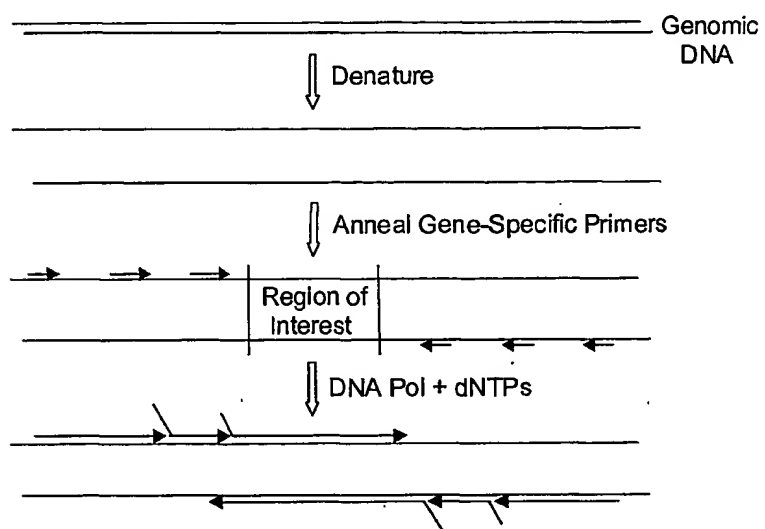 Genomic
DNA
Denature
Anneal Gene-Specific Primers
Region of
Interest
DNA Pol + dNTPs